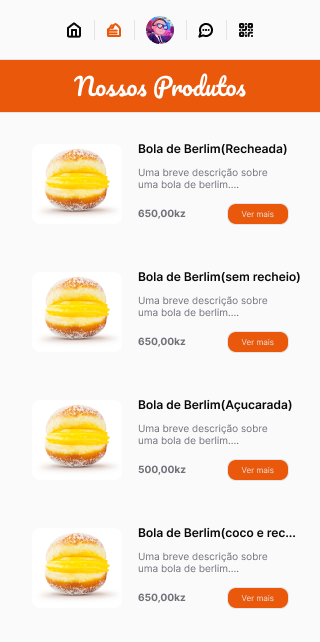 Nossos Produtos
Bola de Berlim(Recheada)
Uma breve descrição sobre
uma bola de berlim....
650,00kz
Ver mais
Bola de Berlim(sem recheio)
Uma breve descrição sobre
uma bola de berlim....
650,00kz
Ver mais
Bola de Berlim(Açucarada)
Uma breve descrição sobre
uma bola de berlim....
500,00kz
Ver mais
Bola de Berlim(coco e rec...
Uma breve descrição sobre
uma bola de berlim....
650,00kz
Ver mais